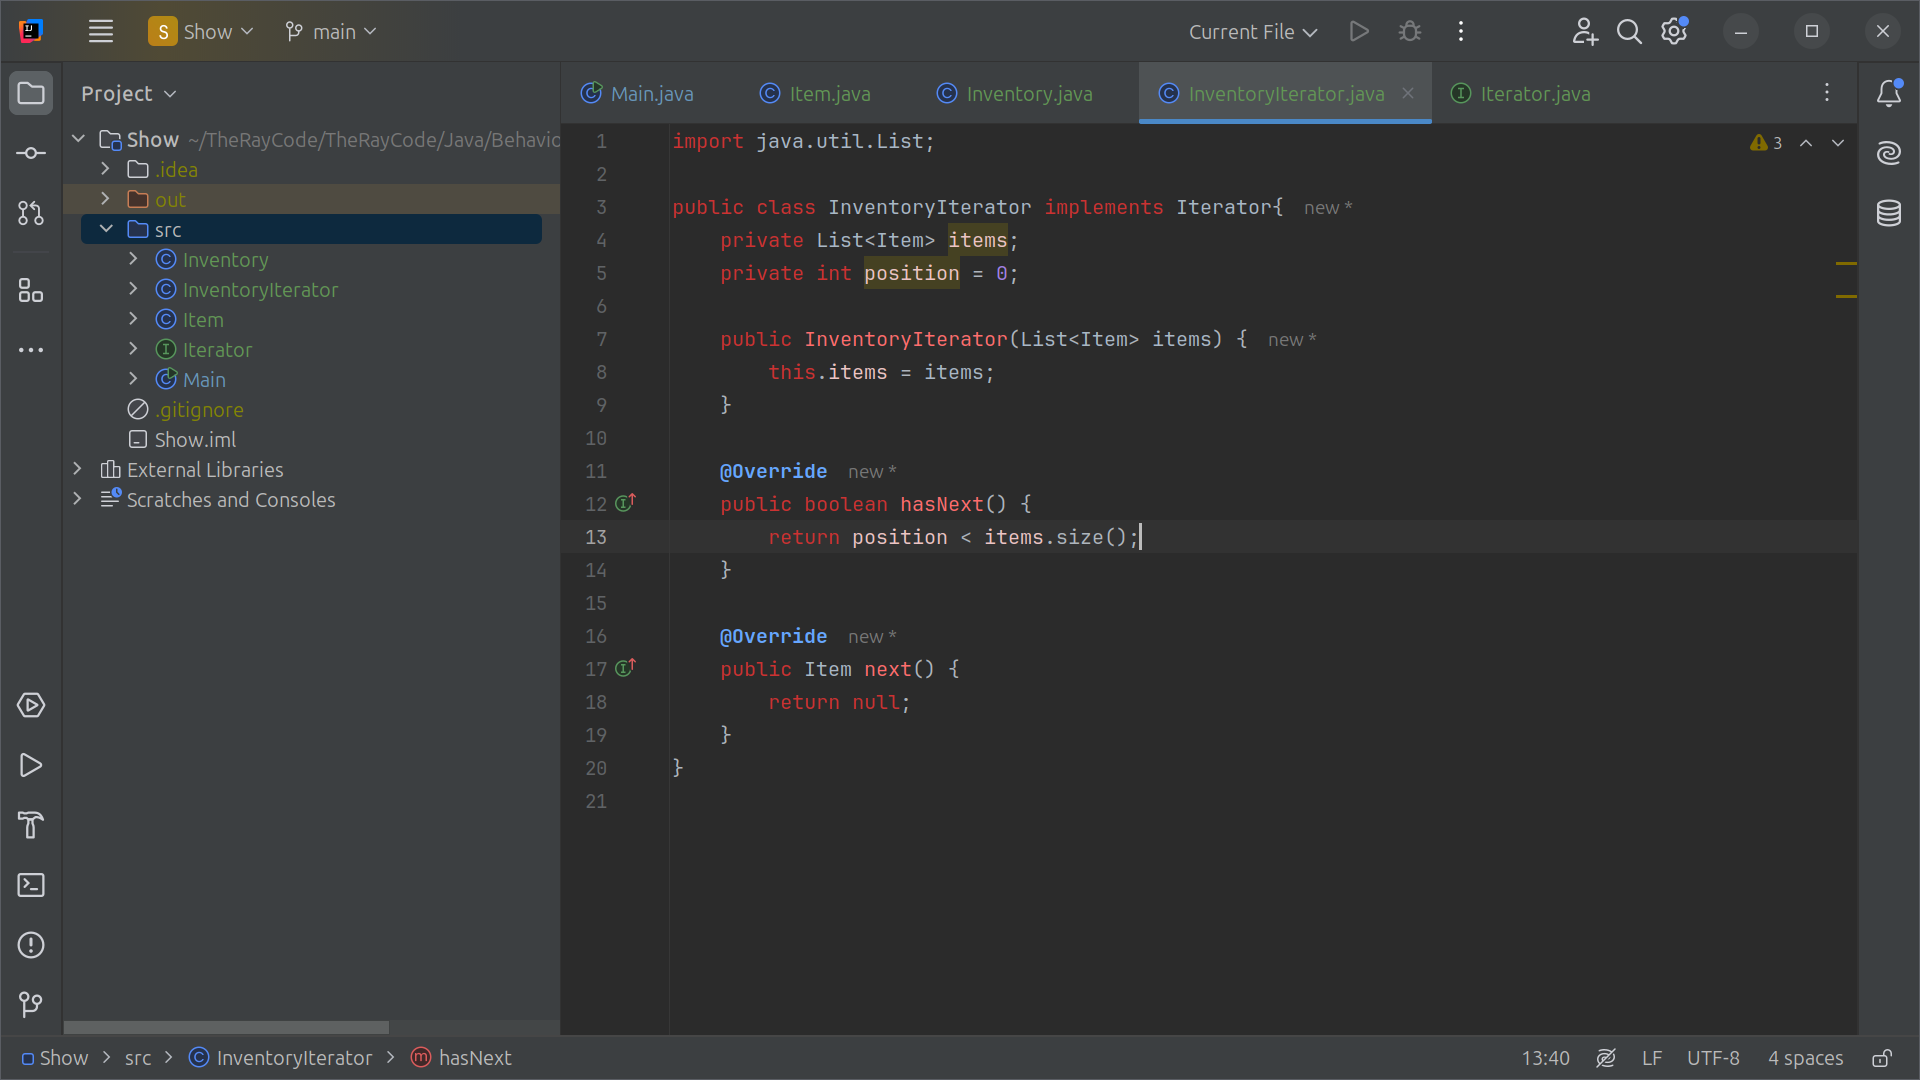 S Show main Current File
Project
Main.java Item.java Inventory.java InventoryIterator.java Iterator.java
Show ~/TheRayCode/TheRayCode/Java/Behavio
.idea
out
src
Inventory
InventoryIterator
Item
Iterator
Main
.gitignore
Show.iml
External Libraries
Scratches and Consoles
1 import java.util.List;
3
2
3 public class InventoryIterator implements Iterator{ new *
4 private List<Item> items;
5 private int position = 0;
6
7 public InventoryIterator(List<Item> items) { new *
8 this.items = items;
9 }
10
11 @Override new *
12 public boolean hasNext() {
13 return position < items.size();
14 }
15
16 @Override new *
17 public Item next() {
18 return null;
19 }
20 }
21
Show > src > InventoryIterator > hasNext
13:40 LF UTF-8 4 spaces